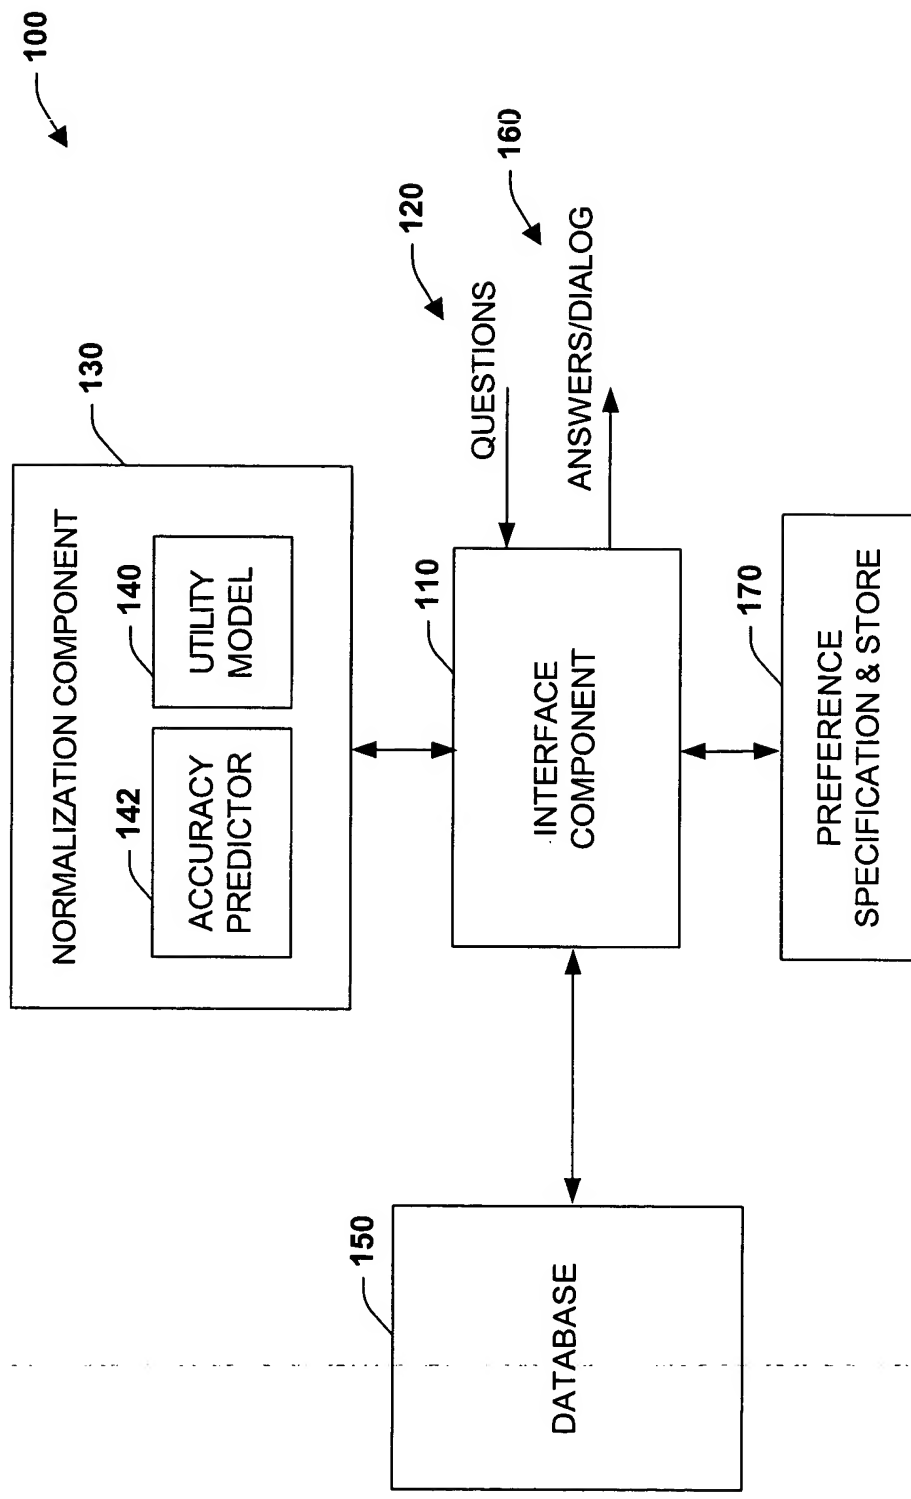 100
130
NORMALIZATION COMPONENT
142
ACCURACY
PREDICTOR
140
UTILITY
MODEL
120
QUESTIONS
160
ANSWERS/DIALOG
150
DATABASE
110
INTERFACE
COMPONENT
170
PREFERENCE
SPECIFICATION & STORE